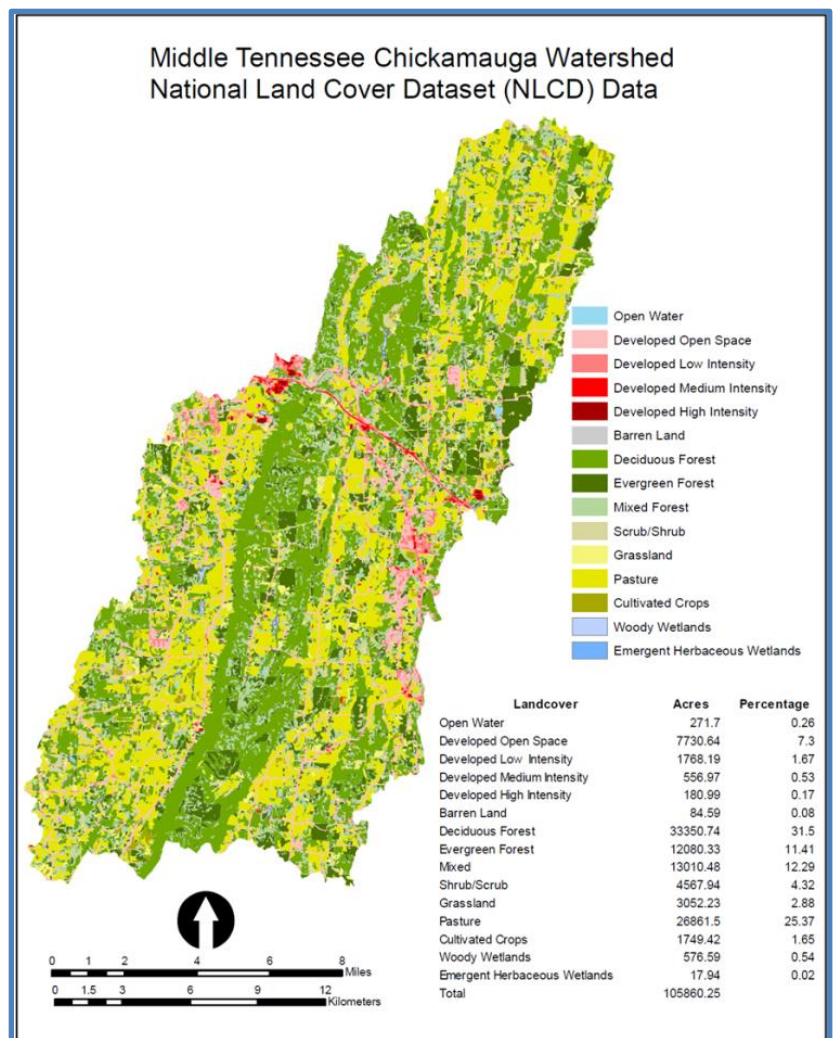 Middle Tennessee Chickamauga Watershed
National Land Cover Dataset (NLCD) Data
Open Water
Developed Open Space
Developed Low Intensity
Developed Medium Intensity
Developed High Intensity
Barren Land
Deciduous Forest
Evergreen Forest
Mixed Forest
Scrub/Shrub
Grassland
Pasture
Cultivated Crops
Woody Wetlands
Emergent Herbaceous Wetlands
Landcover Acres Percentage
Open Water 271.7 0.26
Developed Open Space 7730.64 7.3
Developed Low Intensity 1768.19 1.67
Developed Medium Intensity 556.97 0.53
Developed High Intensity 180.99 0.17
Barren Land 84.59 0.08
Deciduous Forest 33350.74 31.5
Evergreen Forest 12080.33 11.41
Mixed 13010.48 12.29
Shrub/Scrub 4567.94 4.32
Grassland 3052.23 2.88
Pasture 26861.5 25.37
Cultivated Crops 1749.42 1.65
Woody Wetlands 576.59 0.54
Emergent Herbaceous Wetlands 17.94 0.02
Total 105860.25
0 1 2 4 6 8
Miles
0 1.5 3 6 9 12
Kilometers